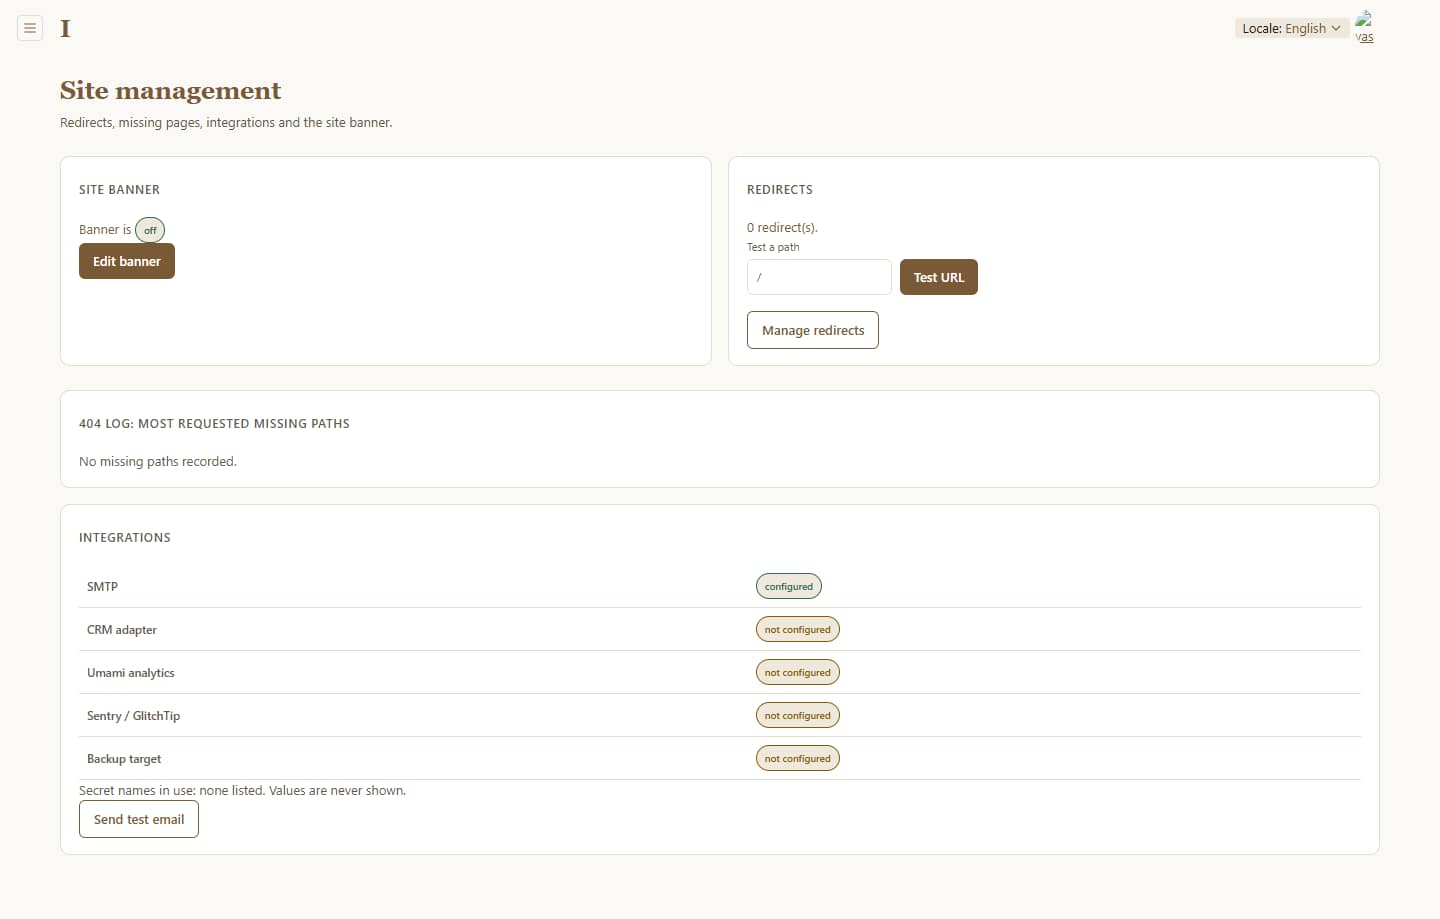 I
Locale: English
vas
Site management
Redirects, missing pages, integrations and the site banner.
SITE BANNER
Banner is off
Edit banner
REDIRECTS
0 redirect(s).
Test a path
/
Test URL
Manage redirects
404 LOG: MOST REQUESTED MISSING PATHS
No missing paths recorded.
INTEGRATIONS
SMTP configured
CRM adapter not configured
Umami analytics not configured
Sentry / GlitchTip not configured
Backup target not configured
Secret names in use: none listed. Values are never shown.
Send test email